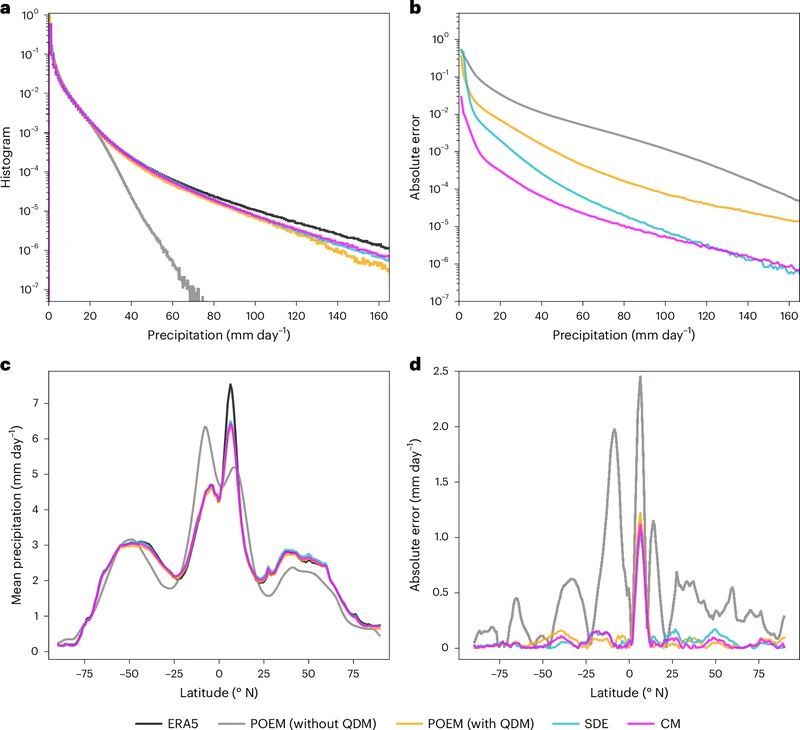 a
10⁰
10⁻¹
10⁻²
10⁻³
10⁻⁴
10⁻⁵
10⁻⁶
10⁻⁷
Histogram
0 20 40 60 80 100 120 140 160
Precipitation (mm day⁻¹)
b
10⁰
10⁻¹
10⁻²
10⁻³
10⁻⁴
10⁻⁵
10⁻⁶
10⁻⁷
Absolute error
0 20 40 60 80 100 120 140 160
Precipitation (mm day⁻¹)
c
7
6
5
4
3
2
1
0
Mean precipitation (mm day⁻¹)
−75 −50 −25 0 25 50 75
Latitude (° N)
d
2.5
2.0
1.5
1.0
0.5
0
Absolute error (mm day⁻¹)
−75 −50 −25 0 25 50 75
Latitude (° N)
ERA5 POEM (without QDM) POEM (with QDM) SDE CM